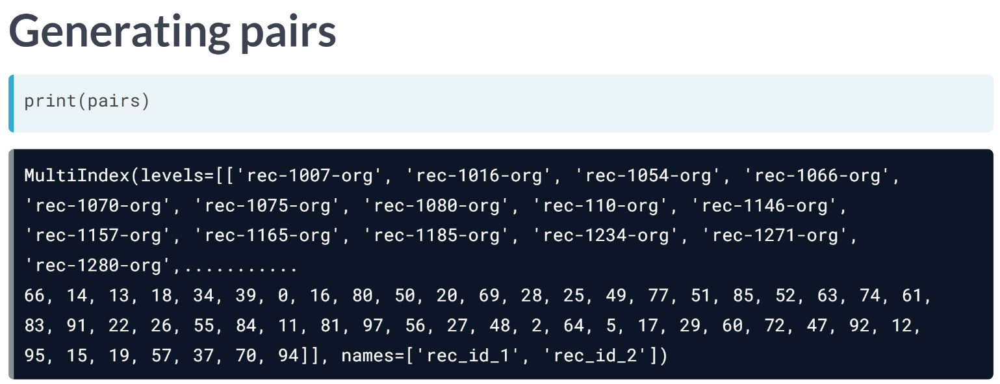 Generating pairs
print(pairs)
MultiIndex(levels=[['rec-1007-org', 'rec-1016-org', 'rec-1054-org', 'rec-1066-org',
'rec-1070-org', 'rec-1075-org', 'rec-1080-org', 'rec-110-org', 'rec-1146-org',
'rec-1157-org', 'rec-1165-org', 'rec-1185-org', 'rec-1234-org', 'rec-1271-org',
'rec-1280-org',...........
66, 14, 13, 18, 34, 39, 0, 16, 80, 50, 20, 69, 28, 25, 49, 77, 51, 85, 52, 63, 74, 61,
83, 91, 22, 26, 55, 84, 11, 81, 97, 56, 27, 48, 2, 64, 5, 17, 29, 60, 72, 47, 92, 12,
95, 15, 19, 57, 37, 70, 94]], names=['rec_id_1', 'rec_id_2'])